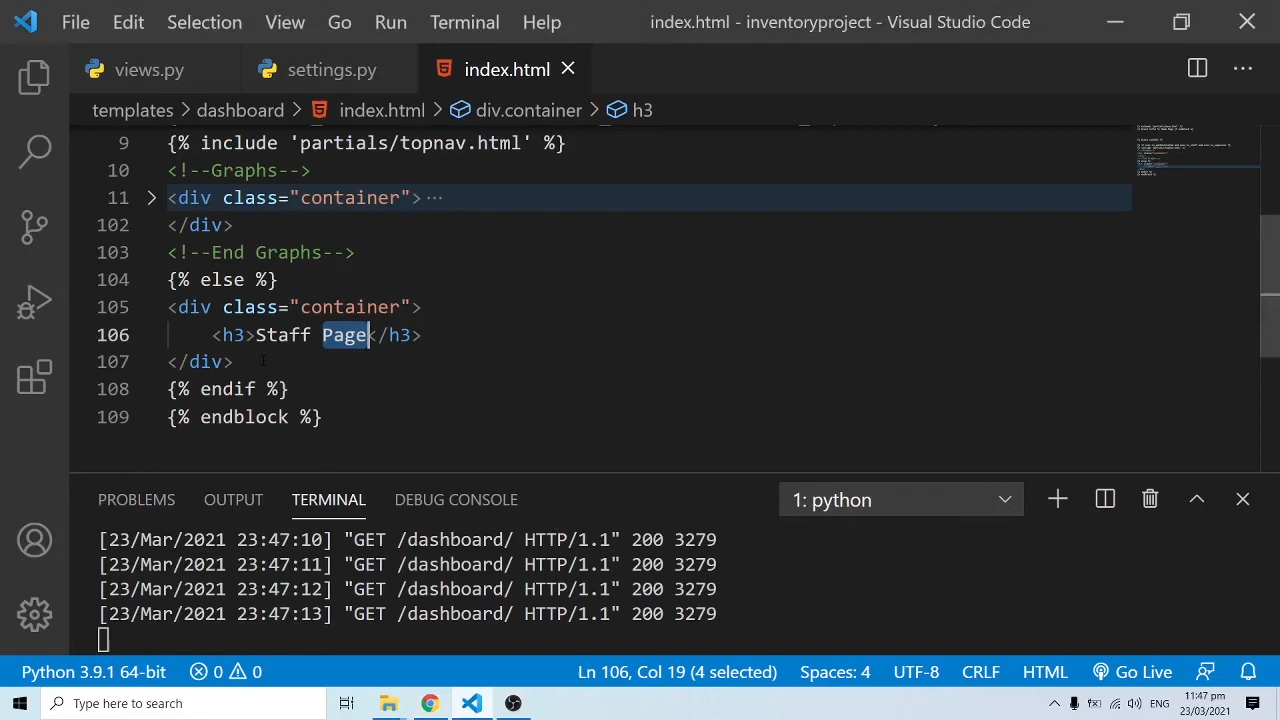 File Edit Selection View Go Run Terminal Help index.html - inventoryproject - Visual Studio Code
views.py settings.py index.html
templates > dashboard > index.html > div.container > h3
9 {% include 'partials/topnav.html' %}
10 <!--Graphs-->
11 <div class="container"> ···
102 </div>
103 <!--End Graphs-->
104 {% else %}
105 <div class="container">
106 <h3>Staff Page</h3>
107 </div>
108 {% endif %}
109 {% endblock %}
PROBLEMS OUTPUT TERMINAL DEBUG CONSOLE 1: python
[23/Mar/2021 23:47:10] "GET /dashboard/ HTTP/1.1" 200 3279
[23/Mar/2021 23:47:11] "GET /dashboard/ HTTP/1.1" 200 3279
[23/Mar/2021 23:47:12] "GET /dashboard/ HTTP/1.1" 200 3279
[23/Mar/2021 23:47:13] "GET /dashboard/ HTTP/1.1" 200 3279
Python 3.9.1 64-bit 0 0 Ln 106, Col 19 (4 selected) Spaces: 4 UTF-8 CRLF HTML Go Live
Type here to search ENG 11:47 pm
23/03/2021